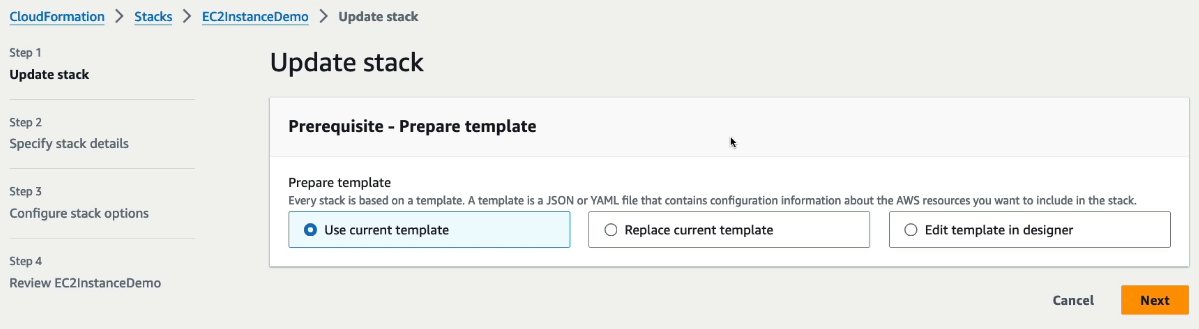 CloudFormation > Stacks > EC2InstanceDemo > Update stack
Step 1
Update stack
Step 2
Specify stack details
Step 3
Configure stack options
Step 4
Review EC2InstanceDemo
Update stack
Prerequisite - Prepare template
Prepare template
Every stack is based on a template. A template is a JSON or YAML file that contains configuration information about the AWS resources you want to include in the stack.
Use current template
Replace current template
Edit template in designer
Cancel
Next